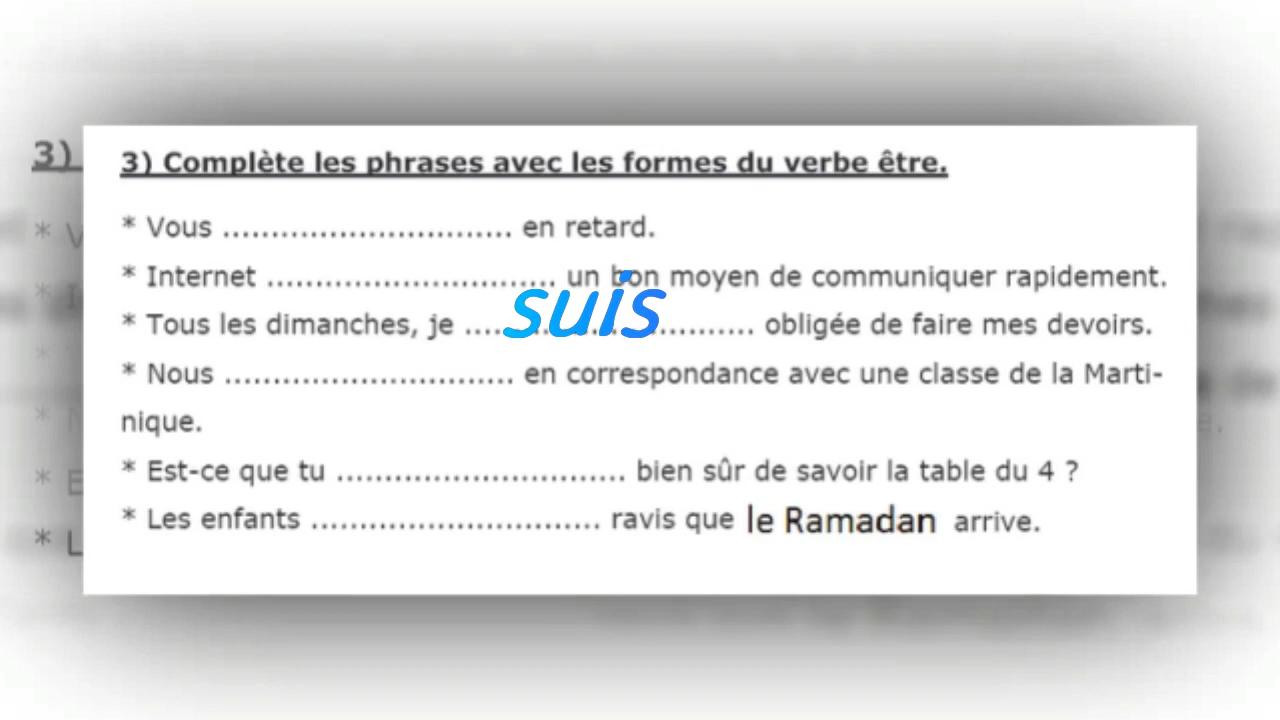 3) Complète les phrases avec les formes du verbe être.
* Vous .............................. en retard.
* Internet .............................. un bon moyen de communiquer rapidement.
* Tous les dimanches, je .....suis.......... obligée de faire mes devoirs.
* Nous .............................. en correspondance avec une classe de la Marti-
nique.
* Est-ce que tu .............................. bien sûr de savoir la table du 4 ?
* Les enfants .............................. ravis que le Ramadan arrive.